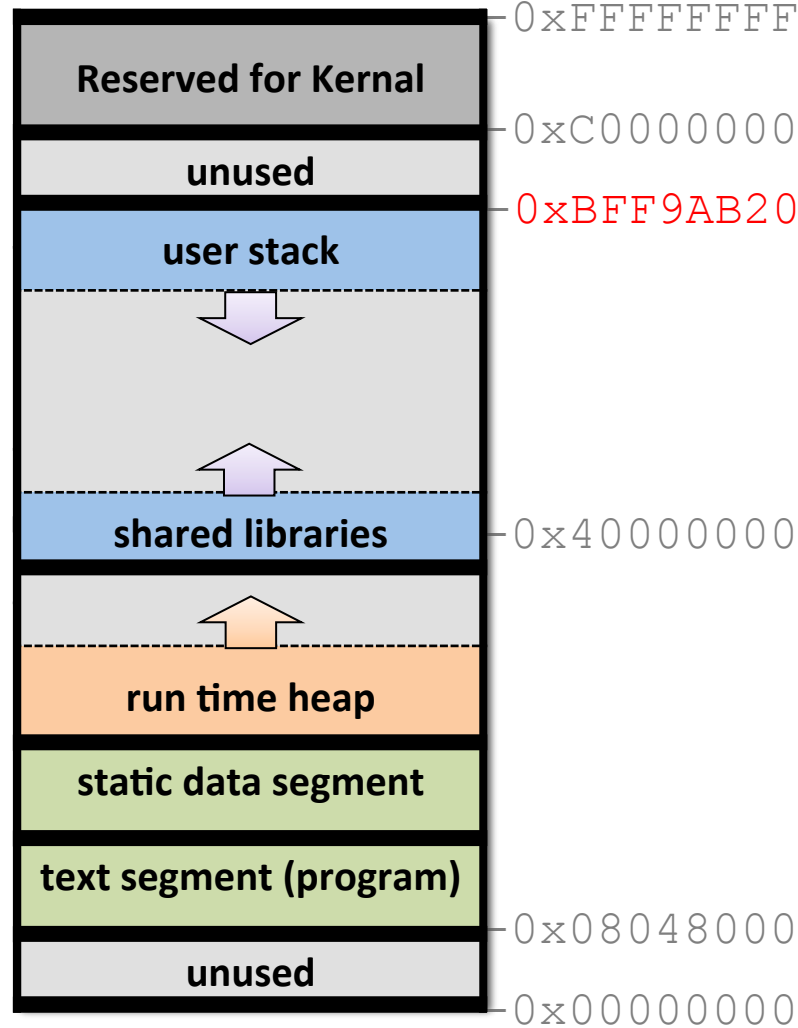 0xFFFFFFFF
Reserved for Kernal
0xC0000000
unused
0xBFF9AB20
user stack
shared libraries
0x40000000
run time heap
static data segment
text segment (program)
0x08048000
unused
0x00000000